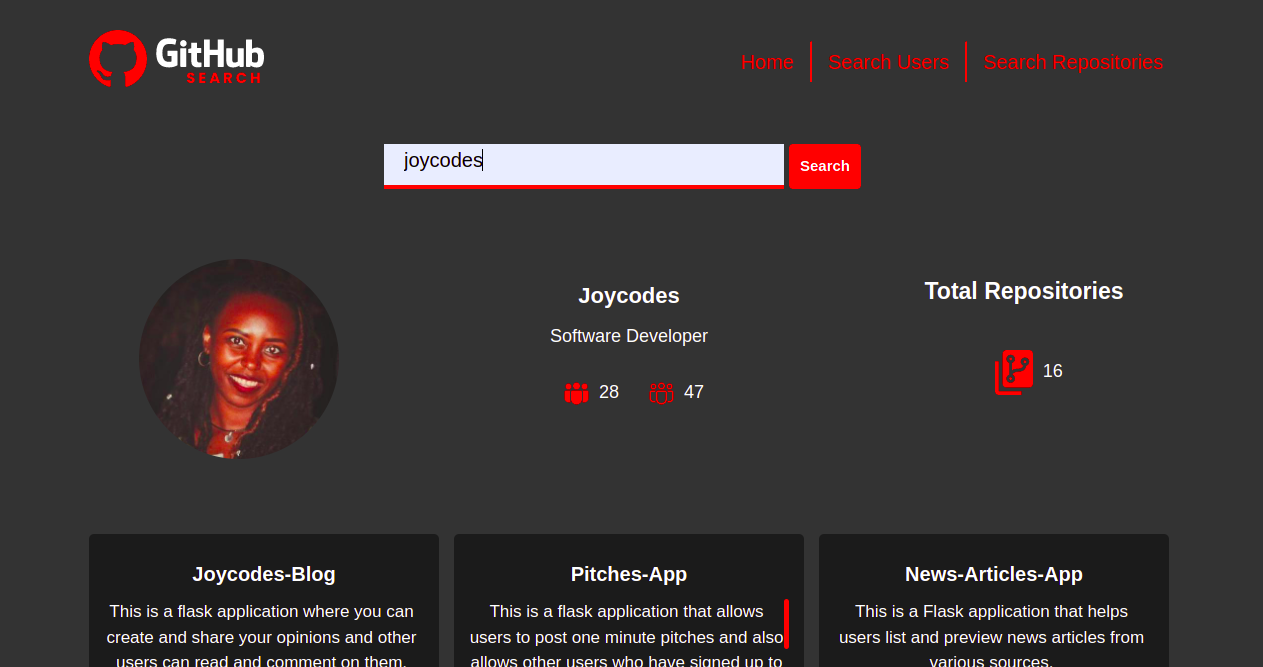 GitHub
SEARCH
Home
Search Users
Search Repositories
joycodes
Search
Joycodes
Software Developer
28
47
Total Repositories
16
Joycodes-Blog
This is a flask application where you can
create and share your opinions and other
users can read and comment on them.
Pitches-App
This is a flask application that allows
users to post one minute pitches and also
allows other users who have signed up to
News-Articles-App
This is a Flask application that helps
users list and preview news articles from
various sources.